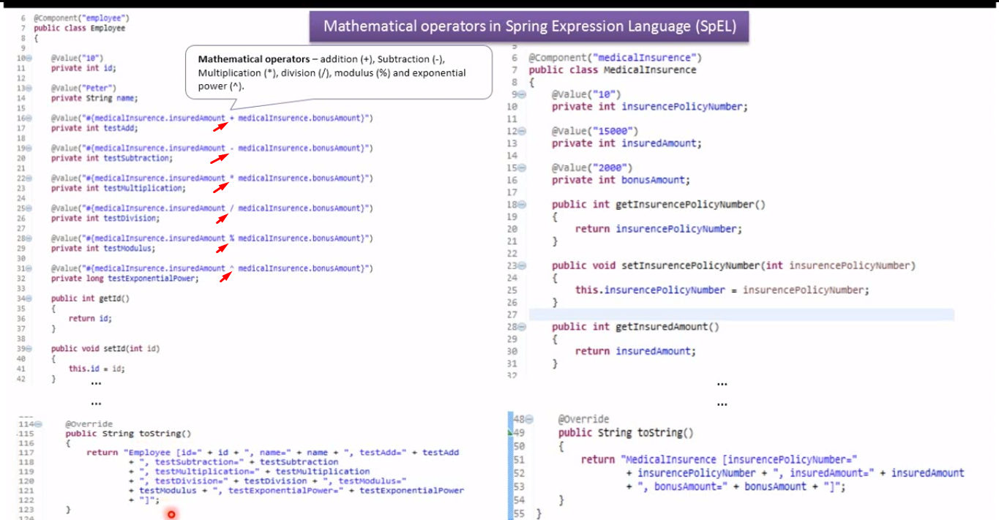 Mathematical operators in Spring Expression Language (SpEL)
Mathematical operators – addition (+), Subtraction (-),
Multiplication (*), division (/), modulus (%) and exponential
power (^).
6 @Component("employee")
7 public class Employee
8 {
9
10 @Value("10")
11 private int id;
12
13 @Value("Peter")
14 private String name;
15
16 @Value("#{medicalInsurence.insuredAmount + medicalInsurence.bonusAmount}")
17 private int testAdd;
18
19 @Value("#{medicalInsurence.insuredAmount - medicalInsurence.bonusAmount}")
20 private int testSubtraction;
21
22 @Value("#{medicalInsurence.insuredAmount * medicalInsurence.bonusAmount}")
23 private int testMultiplication;
24
25 @Value("#{medicalInsurence.insuredAmount / medicalInsurence.bonusAmount}")
26 private int testDivision;
27
28 @Value("#{medicalInsurence.insuredAmount % medicalInsurence.bonusAmount}")
29 private int testModulus;
30
31 @Value("#{medicalInsurence.insuredAmount ^ medicalInsurence.bonusAmount}")
32 private long testExponentialPower;
33
34 public int getId()
35 {
36 return id;
37 }
38
39 public void setId(int id)
40 {
41 this.id = id;
42 }
...
...
114 @Override
115 public String toString()
116 {
117 return "Employee [id=" + id + ", name=" + name + ", testAdd=" + testAdd
118 + ", testSubtraction=" + testSubtraction
119 + ", testMultiplication=" + testMultiplication
120 + ", testDivision=" + testDivision + ", testModulus="
121 + testModulus + ", testExponentialPower=" + testExponentialPower
122 + "]";
123 }
124
5
6 @Component("medicalInsurence")
7 public class MedicalInsurence
8 {
9 @Value("10")
10 private int insurencePolicyNumber;
11
12 @Value("15000")
13 private int insuredAmount;
14
15 @Value("2000")
16 private int bonusAmount;
17
18 public int getInsurencePolicyNumber()
19 {
20 return insurencePolicyNumber;
21 }
22
23 public void setInsurencePolicyNumber(int insurencePolicyNumber)
24 {
25 this.insurencePolicyNumber = insurencePolicyNumber;
26 }
27
28 public int getInsuredAmount()
29 {
30 return insuredAmount;
31 }
32
...
...
48 @Override
49 public String toString()
50 {
51 return "MedicalInsurence [insurencePolicyNumber="
52 + insurencePolicyNumber + ", insuredAmount=" + insuredAmount
53 + ", bonusAmount=" + bonusAmount + "]";
54 }
55 }